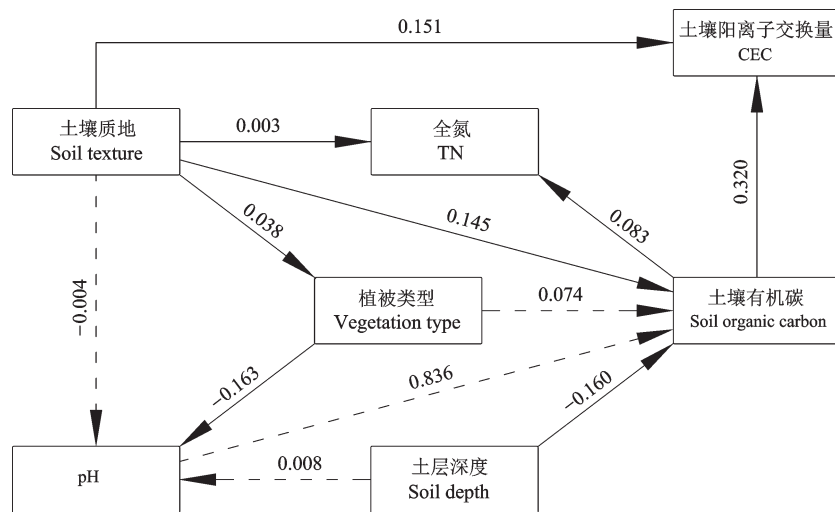 0.151
土壤阳离子交换量
CEC
土壤质地
Soil texture
0.003
全氮
TN
0.320
0.038
0.145
0.083
−0.004
植被类型
Vegetation type
0.074
土壤有机碳
Soil organic carbon
−0.163
0.836
−0.160
pH
0.008
土层深度
Soil depth